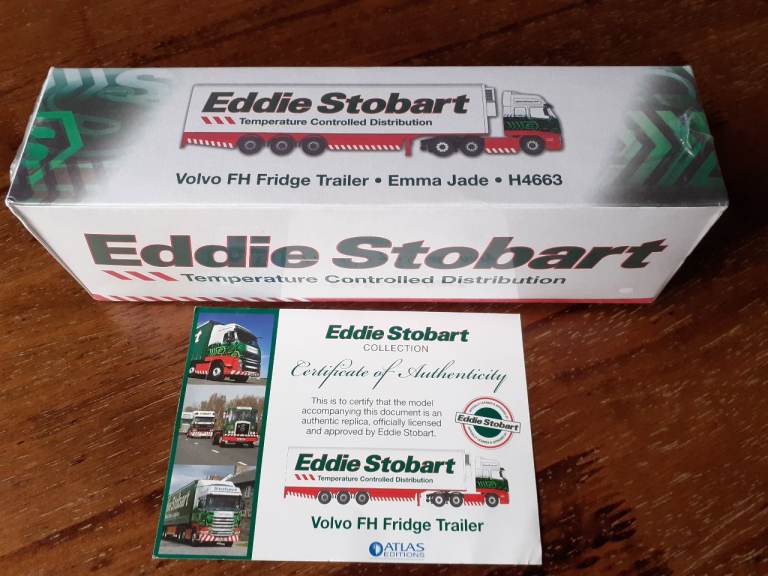 Eddie Stobart
Temperature Controlled Distribution
Volvo FH Fridge Trailer • Emma Jade • H4663
Eddie Stobart
Temperature Controlled Distribution
Eddie Stobart
COLLECTION
Certificate of Authenticity
This is to certify that the model
accompanying this document is an
authentic replica, officially licensed
and approved by Eddie Stobart.
Eddie Stobart
Eddie Stobart
Temperature Controlled Distribution
Volvo FH Fridge Trailer
ATLAS
EDITIONS